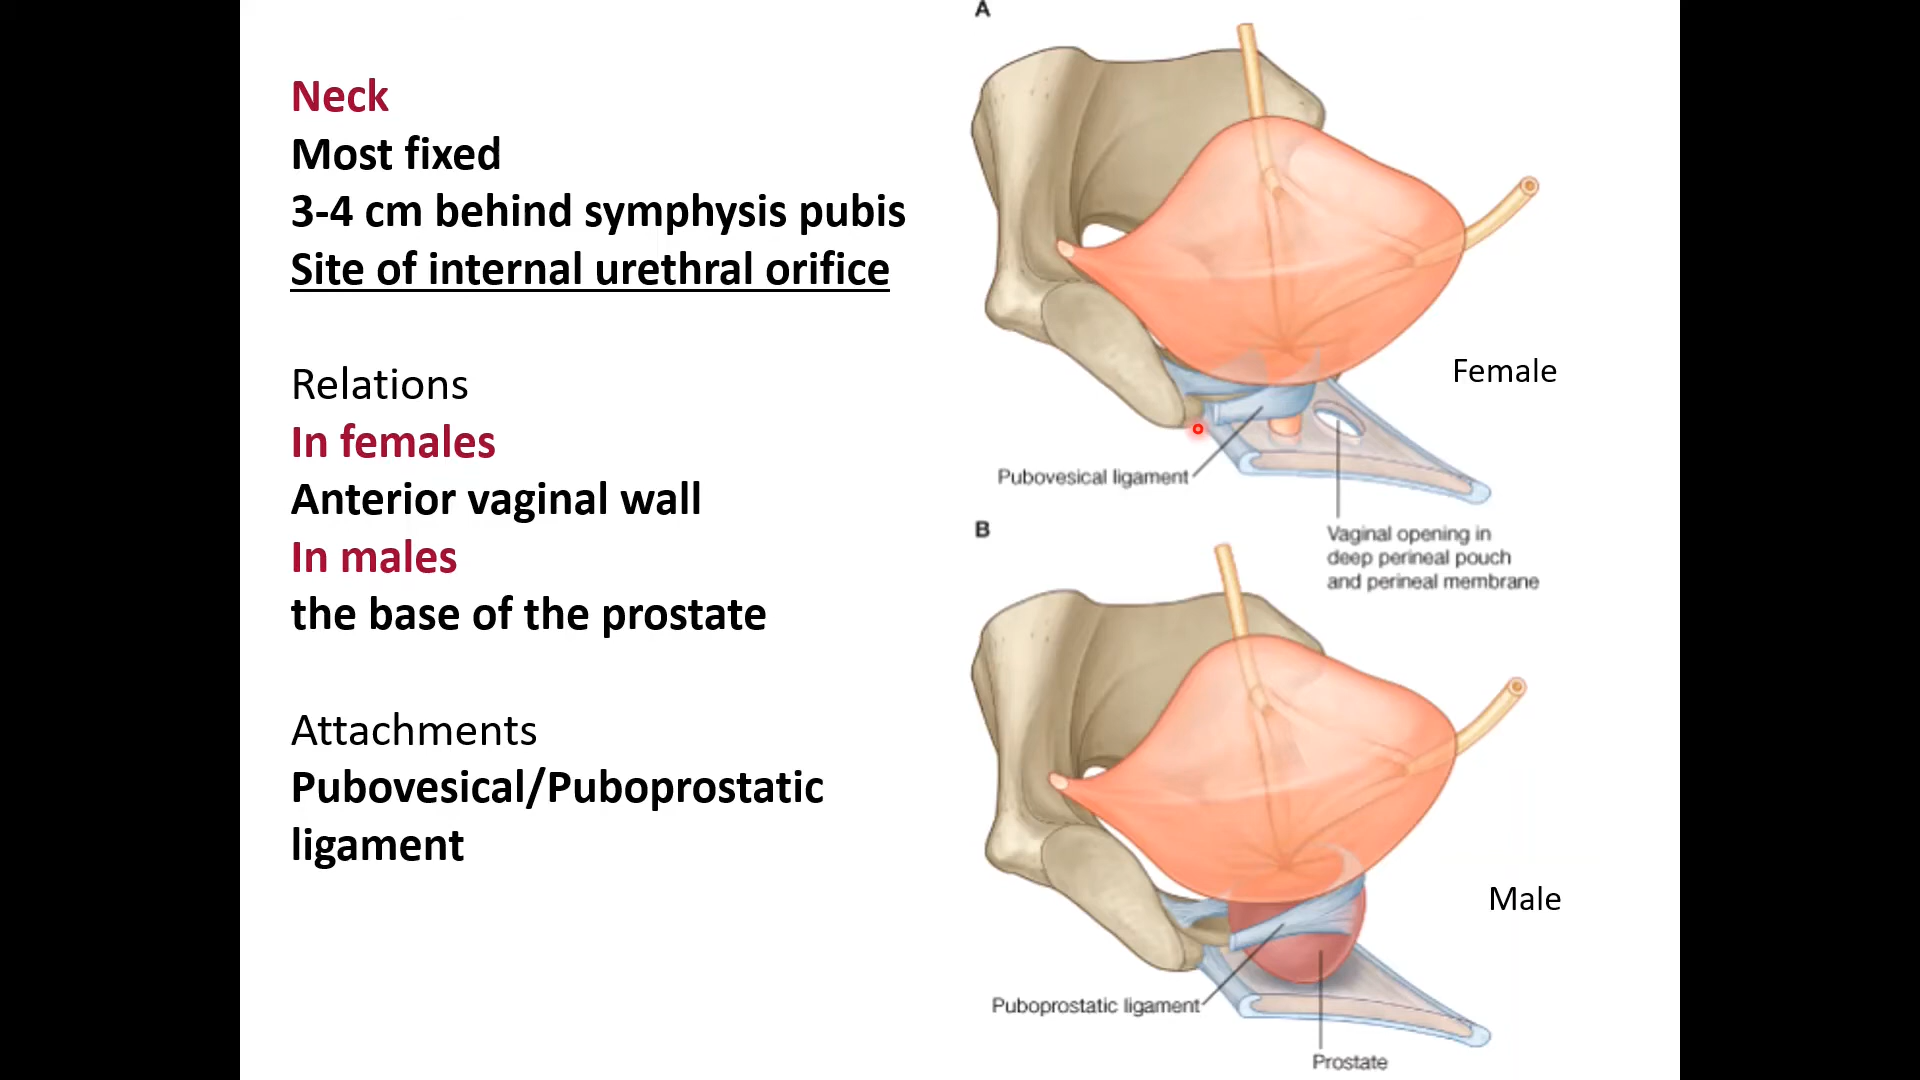 Neck
Most fixed
3-4 cm behind symphysis pubis
Site of internal urethral orifice
Relations
In females
Anterior vaginal wall
In males
the base of the prostate
Attachments
Pubovesical/Puboprostatic
ligament
A
Female
Pubovesical ligament
Vaginal opening in
deep perineal pouch
and perineal membrane
B
Male
Puboprostatic ligament
Prostate